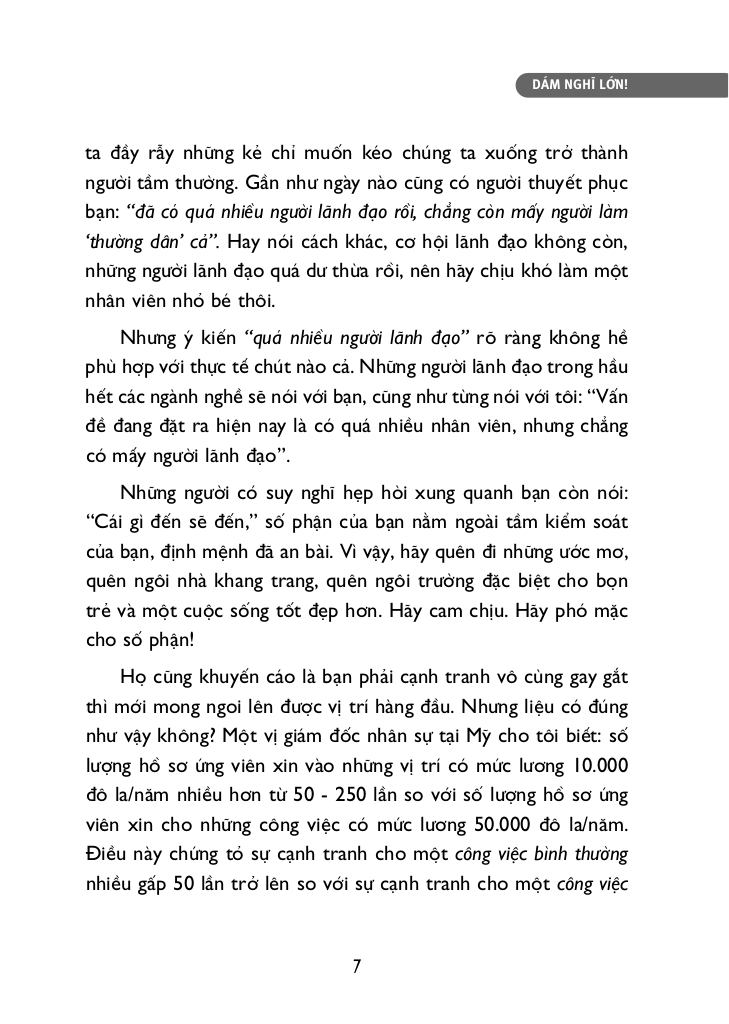 DÁM NGHĨ LỚN!
ta đầy rẫy những kẻ chỉ muốn kéo chúng ta xuống trở thành
người tầm thường. Gần như ngày nào cũng có người thuyết phục
bạn: “đã có quá nhiều người lãnh đạo rồi, chẳng còn mấy người làm
‘thường dân’ cả”. Hay nói cách khác, cơ hội lãnh đạo không còn,
những người lãnh đạo quá dư thừa rồi, nên hãy chịu khó làm một
nhân viên nhỏ bé thôi.
Nhưng ý kiến “quá nhiều người lãnh đạo” rõ ràng không hề
phù hợp với thực tế chút nào cả. Những người lãnh đạo trong hầu
hết các ngành nghề sẽ nói với bạn, cũng như từng nói với tôi: “Vấn
đề đang đặt ra hiện nay là có quá nhiều nhân viên, nhưng chẳng
có mấy người lãnh đạo”.
Những người có suy nghĩ hẹp hòi xung quanh bạn còn nói:
“Cái gì đến sẽ đến,” số phận của bạn nằm ngoài tầm kiểm soát
của bạn, định mệnh đã an bài. Vì vậy, hãy quên đi những ước mơ,
quên ngôi nhà khang trang, quên ngôi trường đặc biệt cho bọn
trẻ và một cuộc sống tốt đẹp hơn. Hãy cam chịu. Hãy phó mặc
cho số phận!
Họ cũng khuyến cáo là bạn phải cạnh tranh vô cùng gay gắt
thì mới mong ngoi lên được vị trí hàng đầu. Nhưng liệu có đúng
như vậy không? Một vị giám đốc nhân sự tại Mỹ cho tôi biết: số
lượng hồ sơ ứng viên xin vào những vị trí có mức lương 10.000
đô la/năm nhiều hơn từ 50 - 250 lần so với số lượng hồ sơ ứng
viên xin cho những công việc có mức lương 50.000 đô la/năm.
Điều này chứng tỏ sự cạnh tranh cho một công việc bình thường
nhiều gấp 50 lần trở lên so với sự cạnh tranh cho một công việc
7